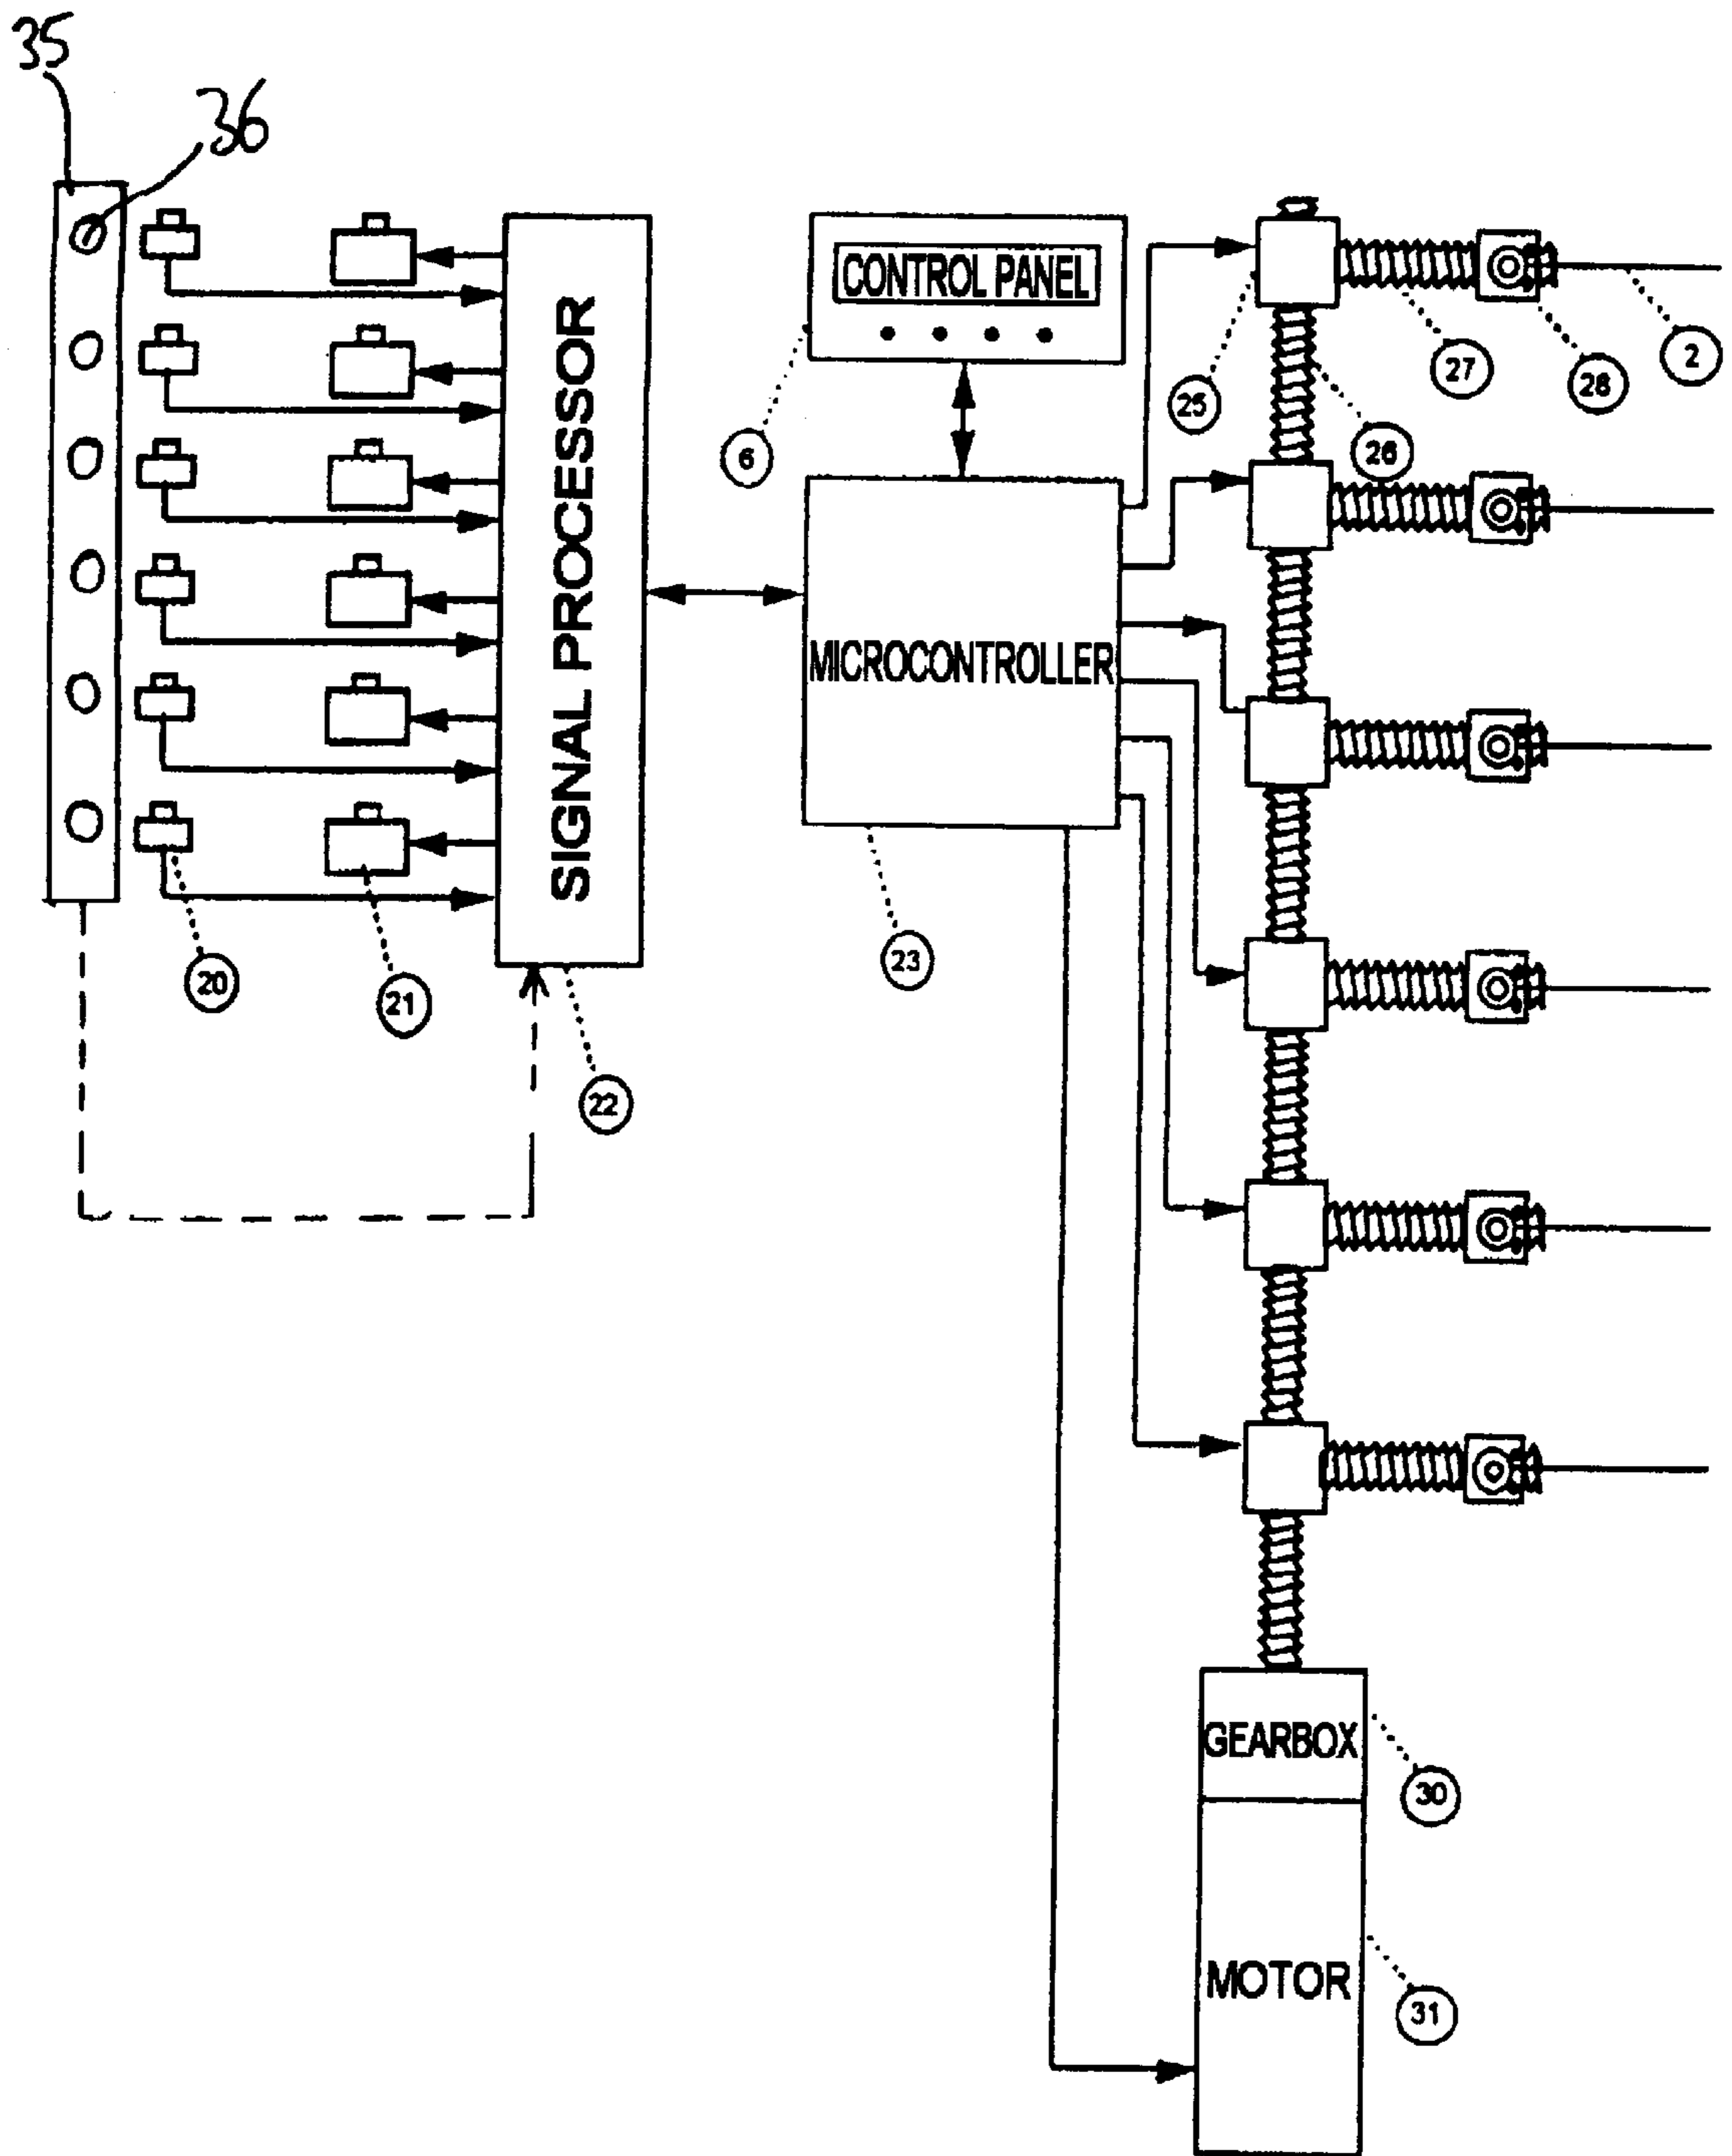 35
36
SIGNAL PROCESSOR
CONTROL PANEL
25
26
27
28
2
6
MICROCONTROLLER
20
21
22
23
GEARBOX
30
MOTOR
31